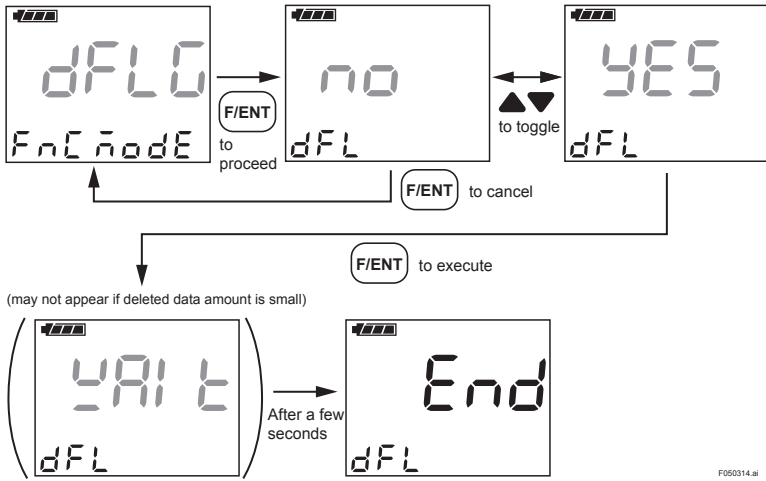 dFLG
FnC modE
F/ENT
to
proceed
no
dFL
to toggle
YES
dFL
F/ENT to cancel
F/ENT to execute
(may not appear if deleted data amount is small)
WAIt
dFL
After a few
seconds
End
dFL
F050314.ai